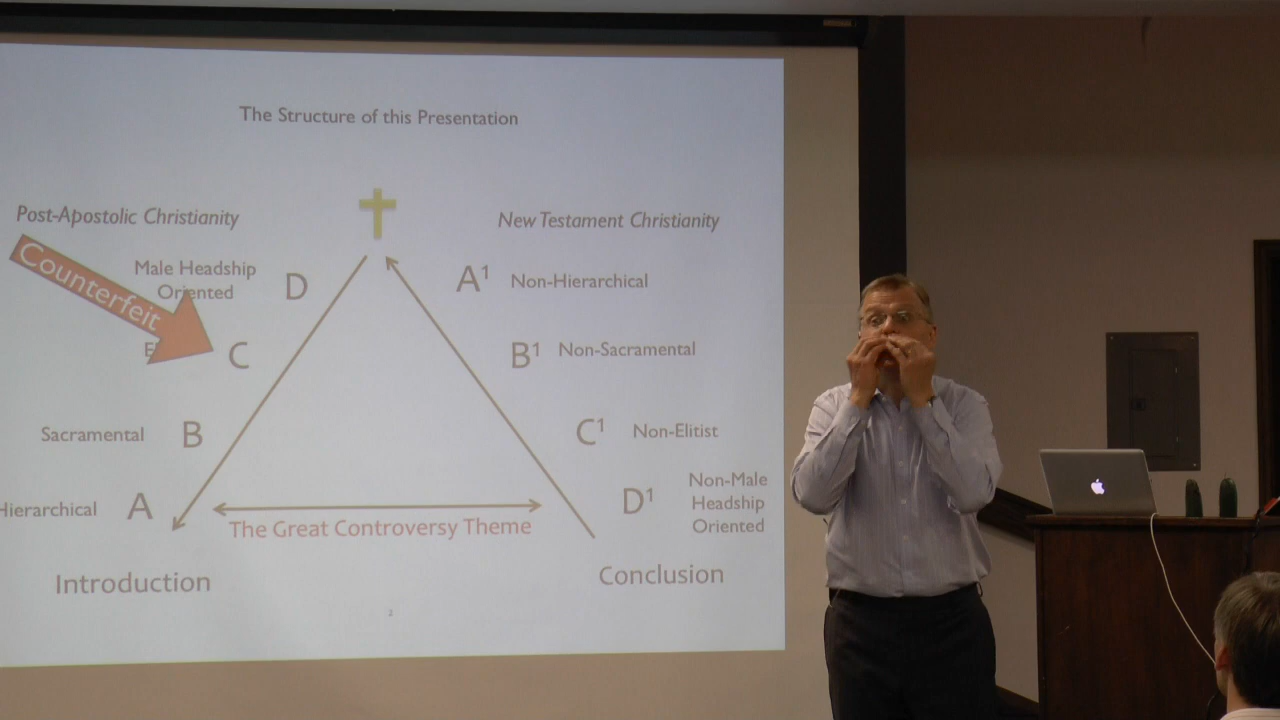 The Structure of this Presentation
Post-Apostolic Christianity
New Testament Christianity
Counterfeit
Male Headship
Oriented
D
A¹
Non-Hierarchical
C
B¹
Non-Sacramental
Sacramental
B
C¹
Non-Elitist
Hierarchical
A
D¹
Non-Male
Headship
Oriented
The Great Controversy Theme
Introduction
Conclusion
2